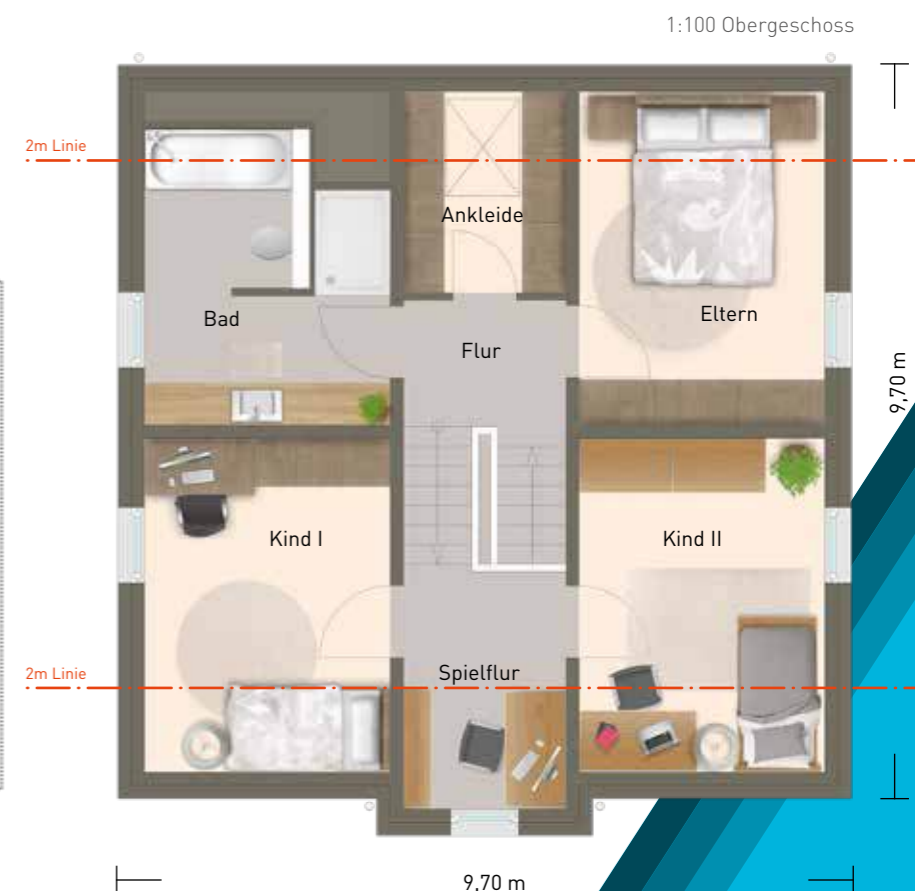 1:100 Obergeschoss
2m Linie
Ankleide
Bad
Eltern
Flur
9,70 m
Kind I
Kind II
2m Linie
Spielflur
9,70 m